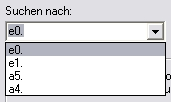 Suchen nach:
e0.
e0.
e1.
a5.
a4.